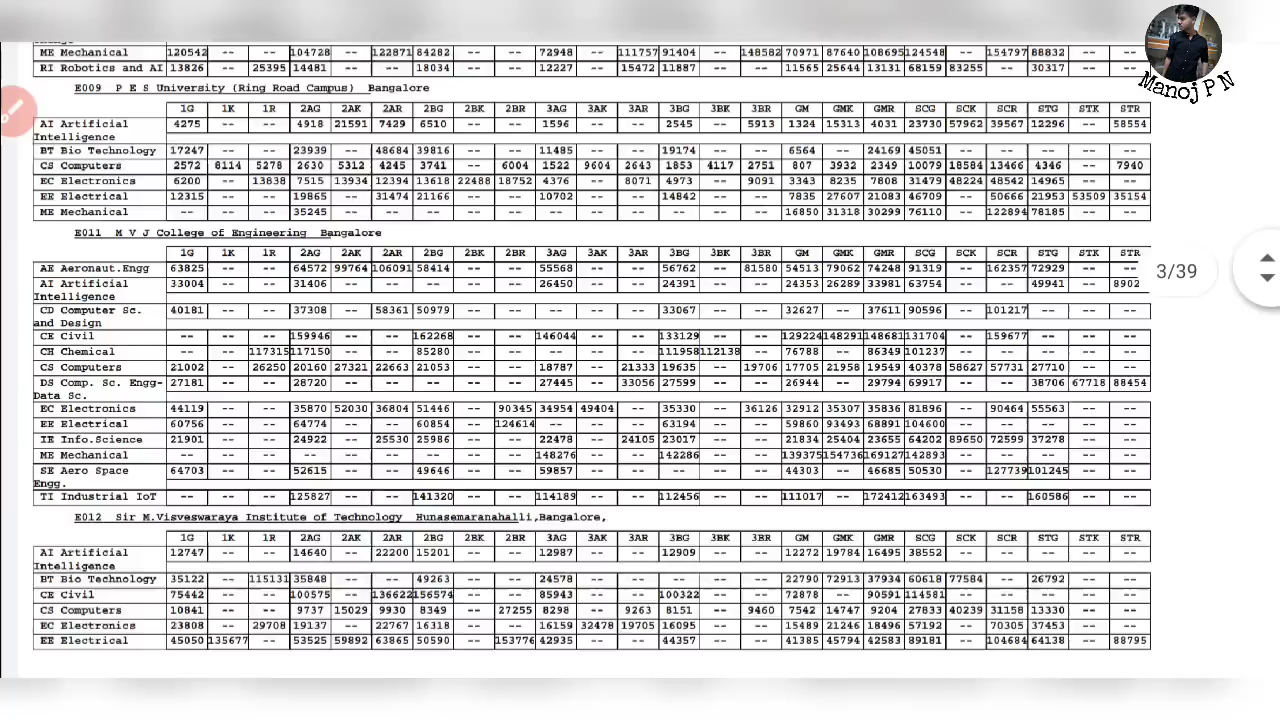 ME Mechanical 120542 -- -- 104728 -- 122871 84282 -- -- 72948 -- 111757 91404 -- 148582 70971 87640 108695 124548 -- 154797 88832 -- --
RI Robotics and AI 13826 -- 25395 14481 -- -- 18034 -- -- 12227 -- 15472 11887 -- -- 11565 25644 13131 68159 83255 -- 30317 -- --
E009 P E S University (Ring Road Campus) Bangalore
1G 1K 1R 2AG 2AK 2AR 2BG 2BK 2BR 3AG 3AK 3AR 3BG 3BK 3BR GM GMK GMR SCG SCK SCR STG STK STR
AI Artificial 4275 -- -- 4918 21591 7429 6510 -- -- 1596 -- -- 2545 -- 5913 1324 15313 4031 23730 57962 39567 12296 -- 58554
Intelligence
BT Bio Technology 17247 -- -- 23939 -- 48684 39816 -- -- 11485 -- -- 19174 -- -- 6564 -- 24169 45051 -- -- -- -- --
CS Computers 2572 8114 5278 2630 5312 4245 3741 -- 6004 1522 9604 2643 1853 4117 2751 807 3932 2349 10079 18584 13466 4346 -- 7940
EC Electronics 6200 -- 13838 7515 13934 12394 13618 22488 18752 4376 -- 8071 4973 -- 9091 3343 8235 7808 31479 48224 48542 14965 -- --
EE Electrical 12315 -- -- 19865 -- 31474 21166 -- -- 10702 -- -- 14842 -- -- 7835 27607 21083 46709 -- 50666 21953 53509 35154
ME Mechanical -- -- -- 35245 -- -- -- -- -- -- -- -- -- -- -- 16850 31318 30299 76110 -- 122894 78185 -- --
E011 M V J College of Engineering Bangalore
1G 1K 1R 2AG 2AK 2AR 2BG 2BK 2BR 3AG 3AK 3AR 3BG 3BK 3BR GM GMK GMR SCG SCK SCR STG STK STR
AE Aeronaut.Engg 63825 -- -- 64572 99764 106091 58414 -- -- 55568 -- -- 56762 -- 81580 54513 79062 74248 91319 -- 162357 72929 -- --
AI Artificial 33004 -- -- 31406 -- -- -- -- -- 26450 -- -- 24391 -- -- 24353 26289 33981 63754 -- -- 49941 -- 8902
Intelligence
CD Computer Sc. 40181 -- -- 37308 -- 58361 50979 -- -- -- -- -- 33067 -- -- 32627 -- 37611 90596 -- 101217 -- -- --
and Design
CE Civil -- -- -- 159946 -- -- 162268 -- -- 146044 -- -- 133129 -- -- 129224 148291 148681 131704 -- 159677 -- -- --
CH Chemical -- -- 117315 117150 -- -- 85280 -- -- -- -- -- 111958 112138 -- 76788 -- 86349 101237 -- -- -- -- --
CS Computers 21002 -- 26250 20160 27321 22663 21053 -- -- 18787 -- 21333 19635 -- 19706 17705 21958 19549 40378 58627 57731 27710 -- --
DS Comp. Sc. Engg- 27181 -- -- 28720 -- -- -- -- -- 27445 -- 33056 27599 -- -- 26944 -- 29794 69917 -- -- 38706 67718 88454
Data Sc.
EC Electronics 44119 -- -- 35870 52030 36804 51446 -- 90345 34954 49404 -- 35330 -- 36126 32912 35307 35836 81896 -- 90464 55563 -- --
EE Electrical 60756 -- -- 64774 -- -- 60854 -- 124614 -- -- -- 63194 -- -- 59860 93493 68891 104600 -- -- -- -- --
IE Info.Science 21901 -- -- 24922 -- 25530 25986 -- -- 22478 -- 24105 23017 -- -- 21834 25404 23655 64202 89650 72599 37278 -- --
ME Mechanical -- -- -- -- -- -- -- -- -- 148276 -- -- 142286 -- -- 139375 154736 169127 142893 -- -- -- -- --
SE Aero Space 64703 -- -- 52615 -- -- 49646 -- -- 59857 -- -- -- -- -- 44303 -- 46685 50530 -- 127739 101245 -- --
Engg.
TI Industrial IoT -- -- -- 125827 -- -- 141320 -- -- 114189 -- -- 112456 -- -- 111017 -- 172412 163493 -- -- 160586 -- --
E012 Sir M.Visveswaraya Institute of Technology Hunasemaranahalli,Bangalore,
1G 1K 1R 2AG 2AK 2AR 2BG 2BK 2BR 3AG 3AK 3AR 3BG 3BK 3BR GM GMK GMR SCG SCK SCR STG STK STR
AI Artificial 12747 -- -- 14640 -- 22200 15201 -- -- 12987 -- -- 12909 -- -- 12272 19784 16495 38552 -- -- -- -- --
Intelligence
BT Bio Technology 35122 -- 115131 35848 -- -- 49263 -- -- 24578 -- -- -- -- -- 22790 72913 37934 60618 77584 -- 26792 -- --
CE Civil 75442 -- -- 100575 -- 136622 156574 -- -- 85943 -- -- 100322 -- -- 72878 -- 90591 114581 -- -- -- -- --
CS Computers 10841 -- -- 9737 15029 9930 8349 -- 27255 8298 -- 9263 8151 -- 9460 7542 14747 9204 27833 40239 31158 13330 -- --
EC Electronics 23808 -- 29708 19137 -- 22767 16318 -- -- 16159 32478 19705 16095 -- -- 15489 21246 18496 57192 -- 70305 37453 -- --
EE Electrical 45050 135677 -- 53525 59892 63865 50590 -- 153776 42935 -- -- 44357 -- -- 41385 45794 42583 89181 -- 104684 64138 -- 88795
3/39
Manoj P N